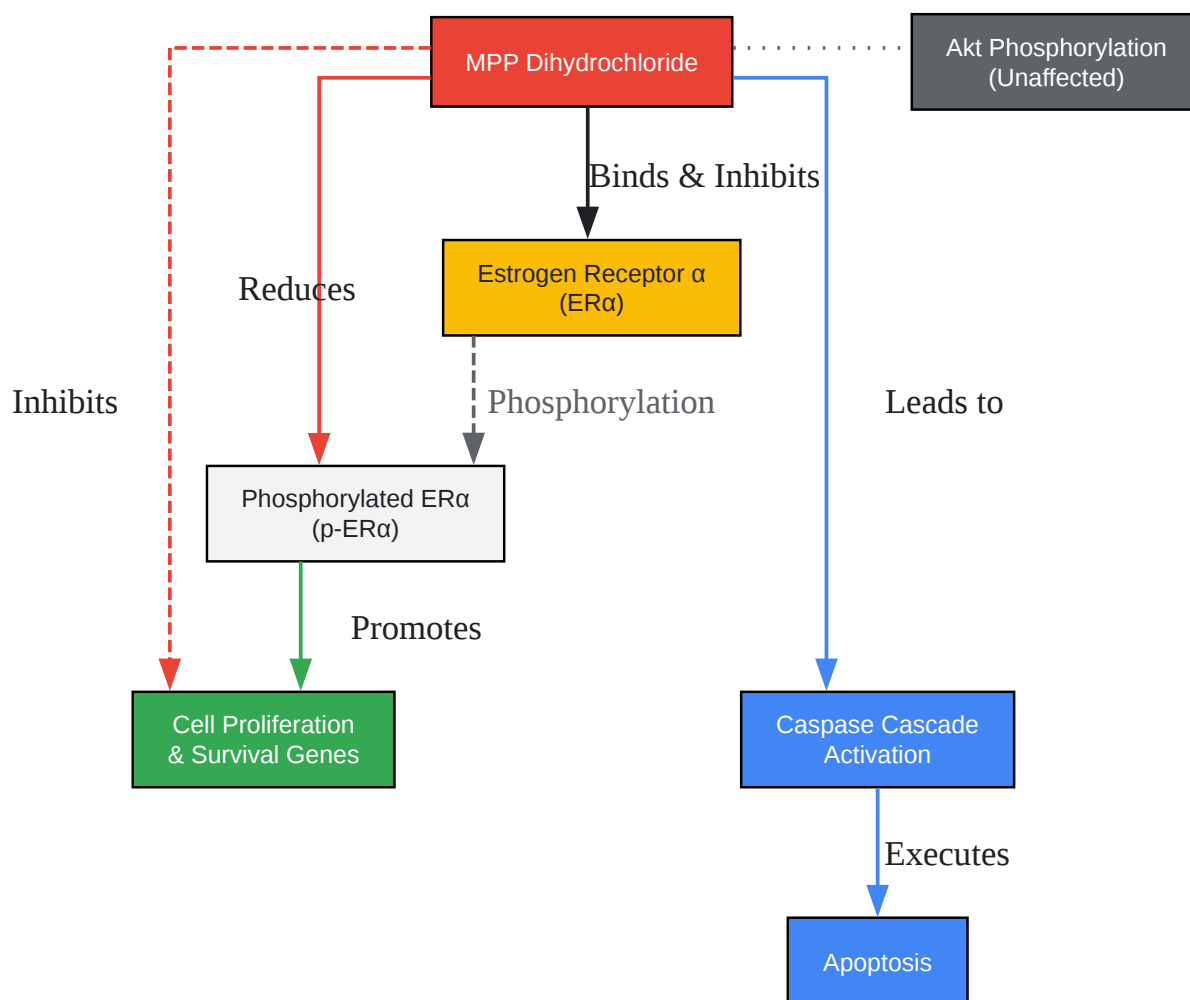 MPP Dihydrochloride
Akt Phosphorylation
(Unaffected)
Binds & Inhibits
Estrogen Receptor α
(ERα)
Reduces
Inhibits
Phosphorylation
Leads to
Phosphorylated ERα
(p-ERα)
Promotes
Cell Proliferation
& Survival Genes
Caspase Cascade
Activation
Executes
Apoptosis